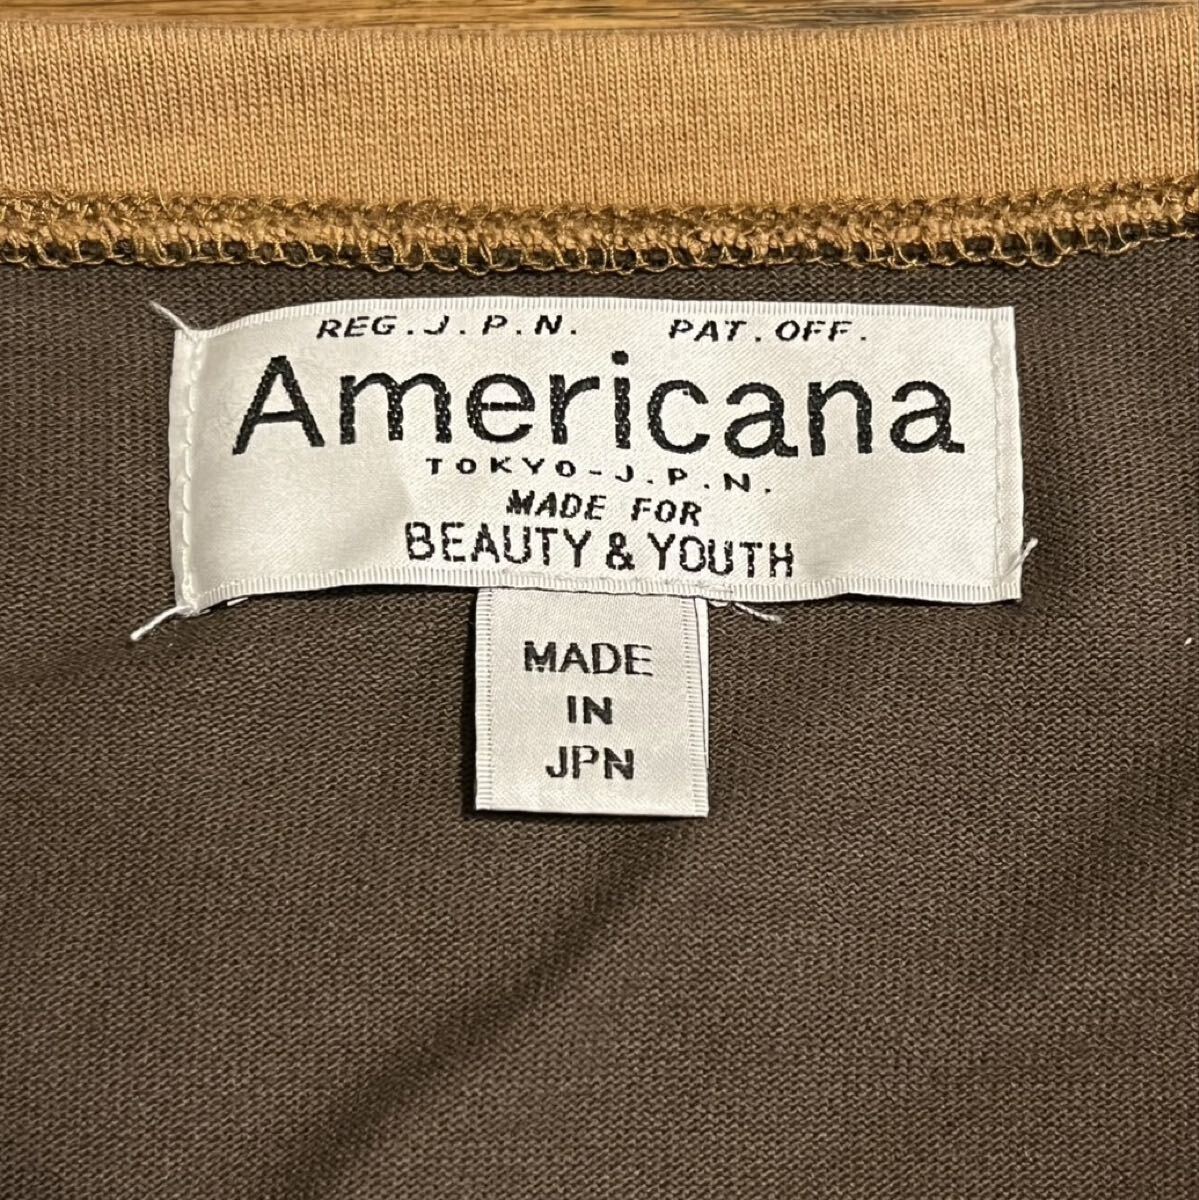 REG.J.P.N. PAT.OFF.
Americana
TOKYO-J.P.N.
MADE FOR
BEAUTY & YOUTH
MADE
IN
JPN